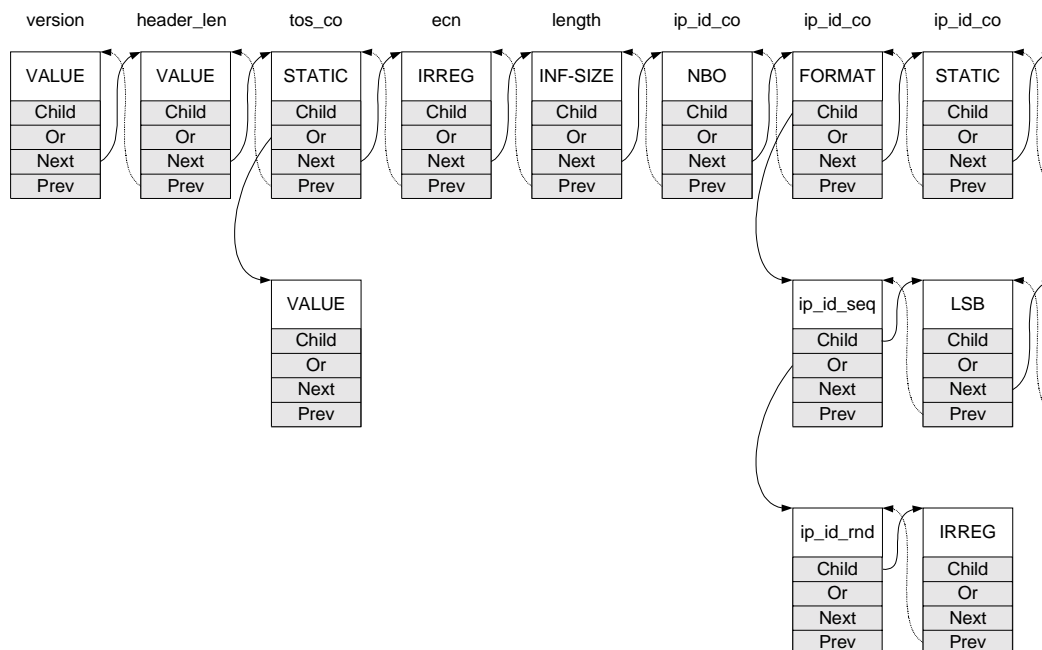 version header_len tos_co ecn length ip_id_co ip_id_co ip_id_co
VALUE VALUE STATIC IRREG INF-SIZE NBO FORMAT STATIC
Child Child Child Child Child Child Child Child
Or Or Or Or Or Or Or Or
Next Next Next Next Next Next Next Next
Prev Prev Prev Prev Prev Prev Prev Prev
VALUE ip_id_seq LSB
Child Child Child
Or Or Or
Next Next Next
Prev Prev Prev
ip_id_rnd IRREG
Child Child
Or Or
Next Next
Prev Prev